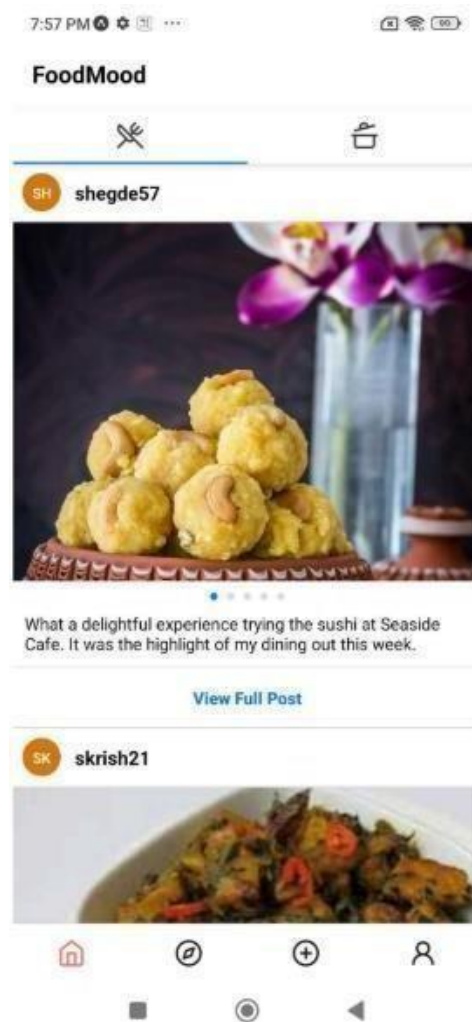 7:57 PM
FoodMood
SH shegde57
What a delightful experience trying the sushi at Seaside
Cafe. It was the highlight of my dining out this week.
View Full Post
SK skrish21